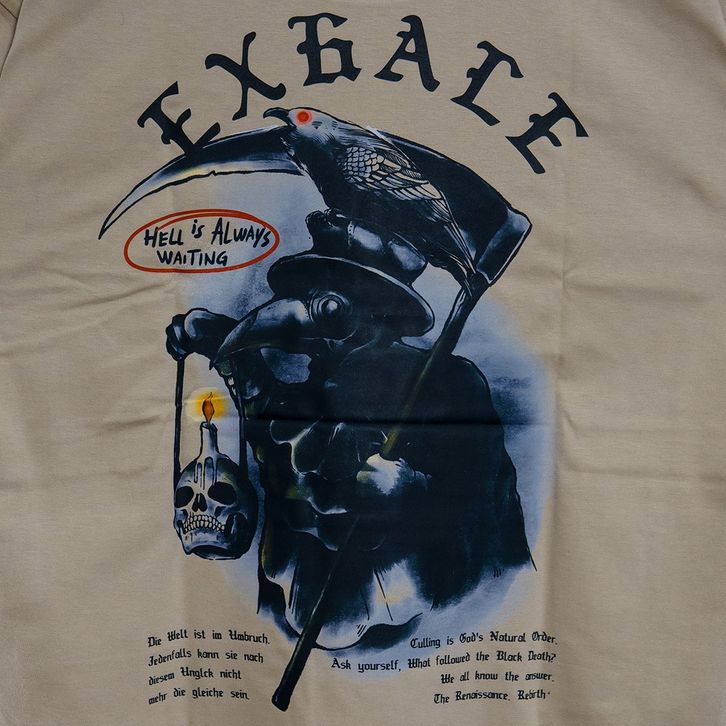 EXHALE
HELL is ALWAYS
WAITING
Die Welt ist im Umbruch.
Jedenfalls kann sie nach
diesem Unglck nicht
mehr die gleiche sein.
Culling is God's Natural Order.
Ask yourself, What followed the Black Death?
We all know the answer.
The Renaissance. Rebirth